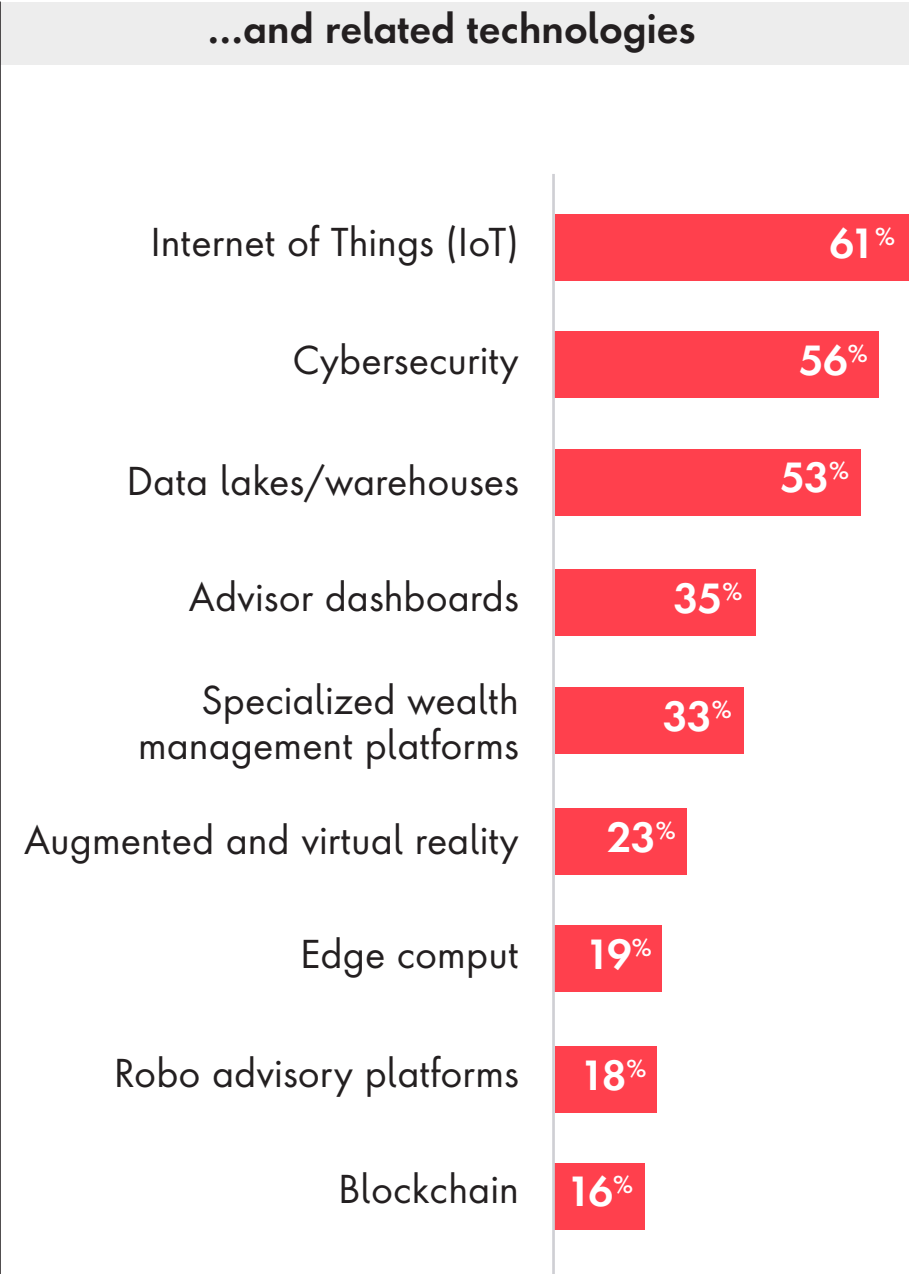 ...and related technologies
Internet of Things (IoT)
61%
Cybersecurity
56%
Data lakes/warehouses
53%
Advisor dashboards
35%
Specialized wealth
management platforms
33%
Augmented and virtual reality
23%
Edge comput
19%
Robo advisory platforms
18%
Blockchain
16%